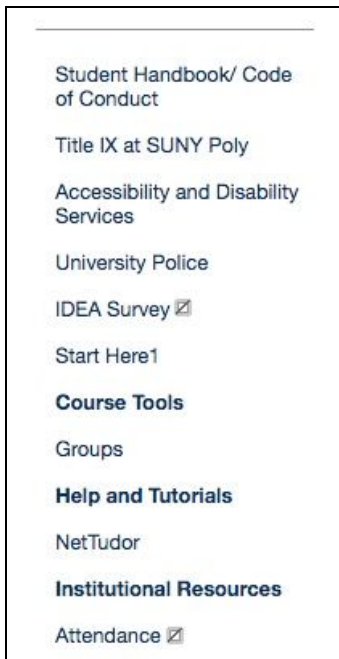 Student Handbook/ Code
of Conduct
Title IX at SUNY Poly
Accessibility and Disability
Services
University Police
IDEA Survey
Start Here1
Course Tools
Groups
Help and Tutorials
NetTudor
Institutional Resources
Attendance